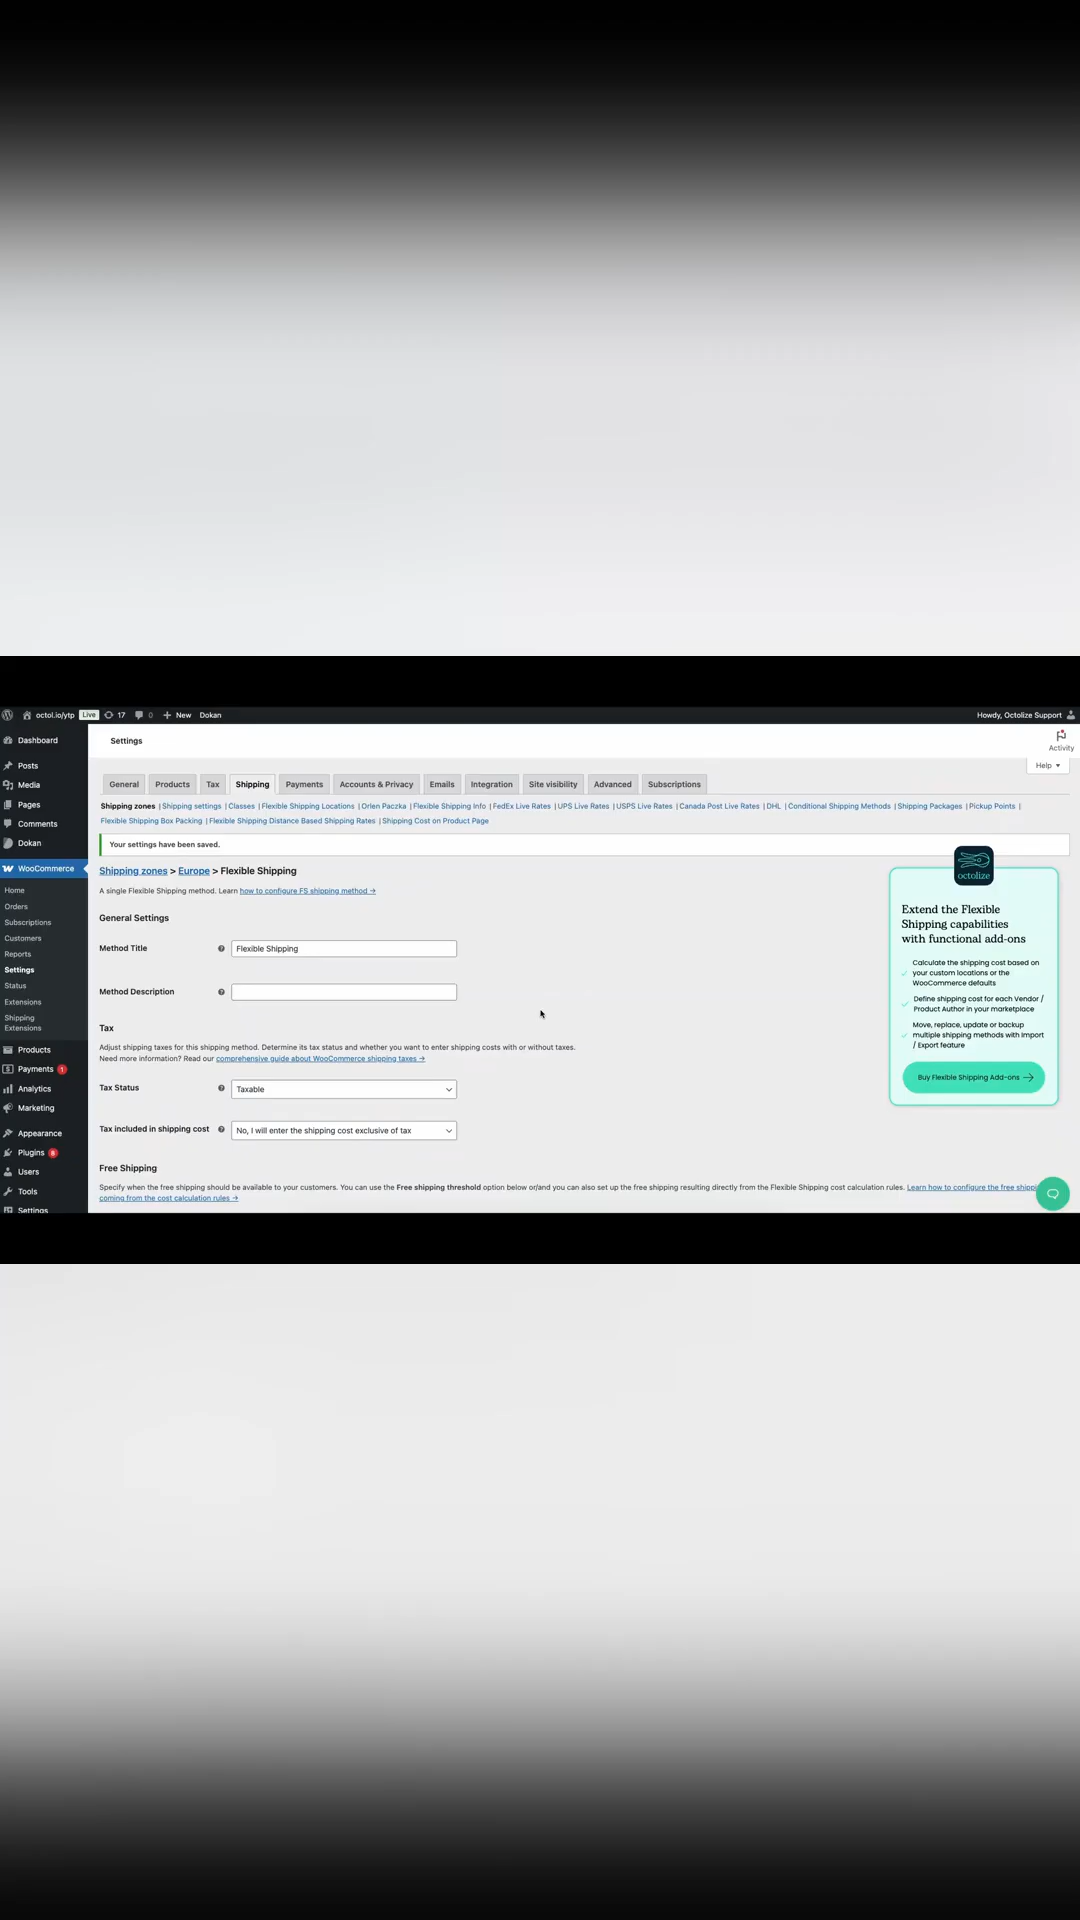 octol.io/ytp Live 17 0 New Dokan Howdy, Octolize Support
Dashboard
Posts
Media
Pages
Comments
Dokan
WooCommerce
Home
Orders
Subscriptions
Customers
Reports
Settings
Status
Extensions
Shipping
Extensions
Products
Payments 1
Analytics
Marketing
Appearance
Plugins 8
Users
Tools
Settings
Settings
Activity
Help
General Products Tax Shipping Payments Accounts & Privacy Emails Integration Site visibility Advanced Subscriptions
Shipping zones | Shipping settings | Classes | Flexible Shipping Locations | Orlen Paczka | Flexible Shipping Info | FedEx Live Rates | UPS Live Rates | USPS Live Rates | Canada Post Live Rates | DHL | Conditional Shipping Methods | Shipping Packages | Pickup Points |
Flexible Shipping Box Packing | Flexible Shipping Distance Based Shipping Rates | Shipping Cost on Product Page
Your settings have been saved.
Shipping zones > Europe > Flexible Shipping
A single Flexible Shipping method. Learn how to configure FS shipping method →
General Settings
Method Title Flexible Shipping
Method Description
Tax
Adjust shipping taxes for this shipping method. Determine its tax status and whether you want to enter shipping costs with or without taxes.
Need more information? Read our comprehensive guide about WooCommerce shipping taxes →
Tax Status Taxable
Tax included in shipping cost No, I will enter the shipping cost exclusive of tax
Free Shipping
Specify when the free shipping should be available to your customers. You can use the Free shipping threshold option below or/and you can also set up the free shipping resulting directly from the Flexible Shipping cost calculation rules. Learn how to configure the free shippi
coming from the cost calculation rules →
octolize
Extend the Flexible
Shipping capabilities
with functional add-ons
Calculate the shipping cost based on
your custom locations or the
WooCommerce defaults
Define shipping cost for each Vendor /
Product Author in your marketplace
Move, replace, update or backup
multiple shipping methods with Import
/ Export feature
Buy Flexible Shipping Add-ons →